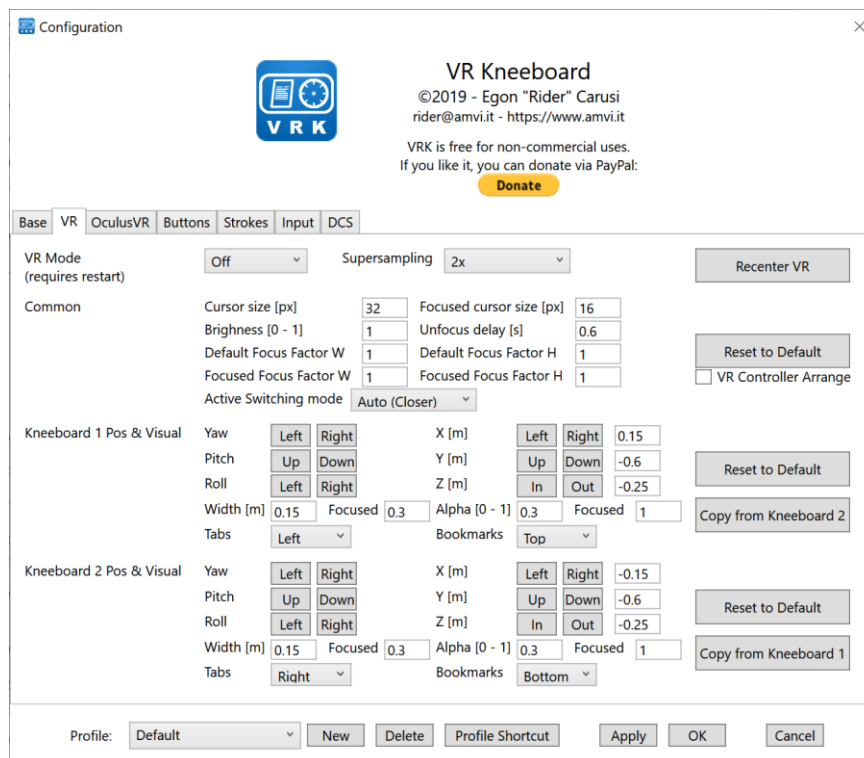 Configuration
VRK
VR Kneeboard
©2019 - Egon "Rider" Carusi
rider@amvi.it - https://www.amvi.it
VRK is free for non-commercial uses.
If you like it, you can donate via PayPal:
Donate
Base VR OculusVR Buttons Strokes Input DCS
VR Mode Off Supersampling 2x Recenter VR
(requires restart)
Common Cursor size [px] 32 Focused cursor size [px] 16
Brighness [0 - 1] 1 Unfocus delay [s] 0.6
Default Focus Factor W 1 Default Focus Factor H 1 Reset to Default
Focused Focus Factor W 1 Focused Focus Factor H 1 VR Controller Arrange
Active Switching mode Auto (Closer)
Kneeboard 1 Pos & Visual Yaw Left Right X [m] Left Right 0.15
Pitch Up Down Y [m] Up Down -0.6 Reset to Default
Roll Left Right Z [m] In Out -0.25
Width [m] 0.15 Focused 0.3 Alpha [0 - 1] 0.3 Focused 1 Copy from Kneeboard 2
Tabs Left Bookmarks Top
Kneeboard 2 Pos & Visual Yaw Left Right X [m] Left Right -0.15
Pitch Up Down Y [m] Up Down -0.6 Reset to Default
Roll Left Right Z [m] In Out -0.25
Width [m] 0.15 Focused 0.3 Alpha [0 - 1] 0.3 Focused 1 Copy from Kneeboard 1
Tabs Right Bookmarks Bottom
Profile: Default New Delete Profile Shortcut Apply OK Cancel